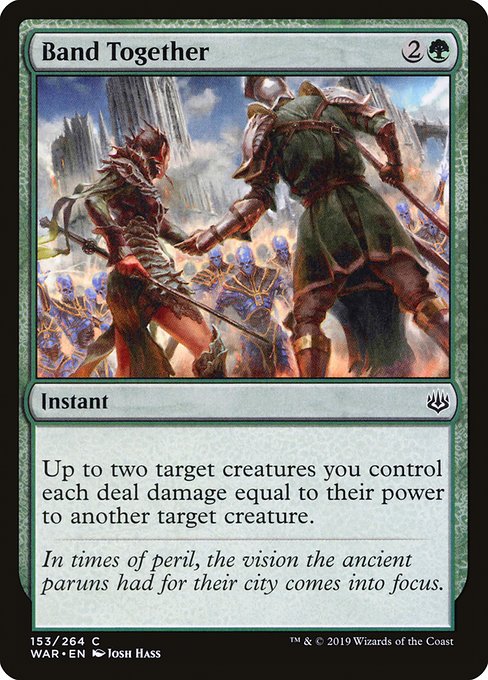 Band Together 2
Instant
Up to two target creatures you control
each deal damage equal to their power
to another target creature.
In times of peril, the vision the ancient
paruns had for their city comes into focus.
153/264 C
WAR • EN Josh Hass
™ & © 2019 Wizards of the Coast